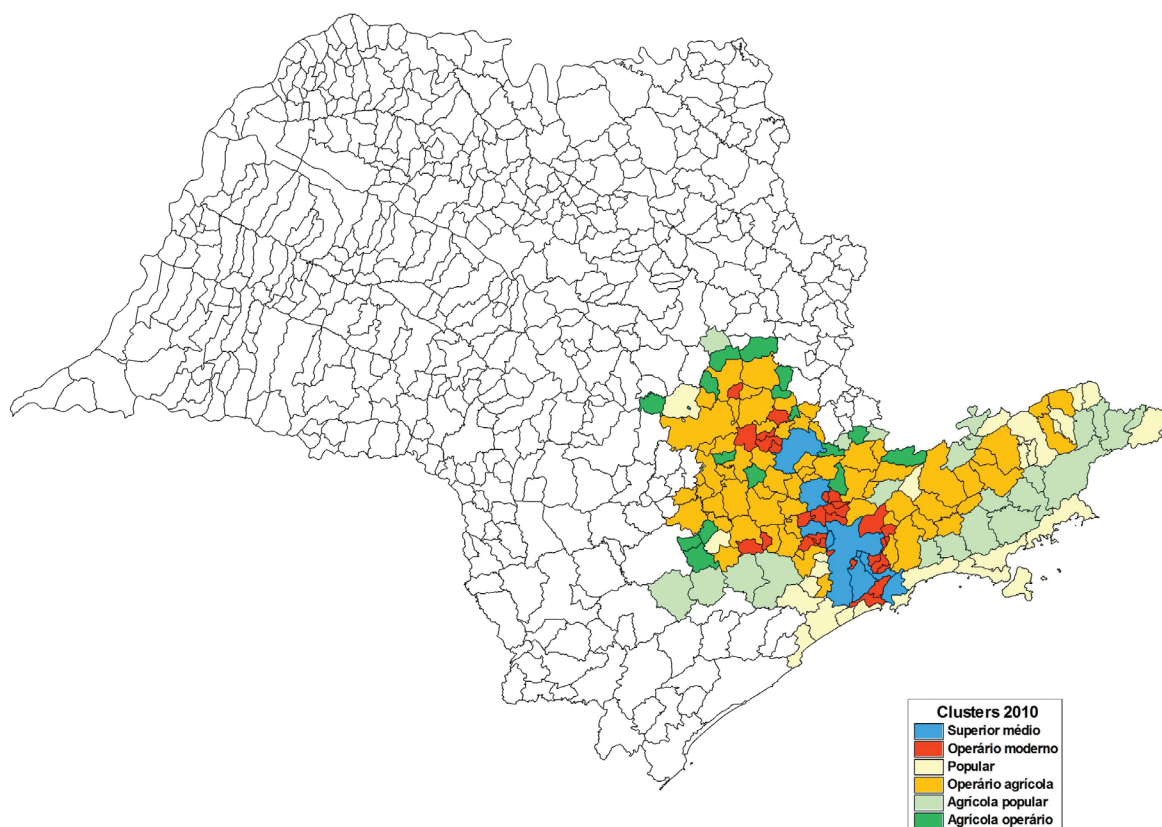 Clusters 2010
Superior médio
Operário moderno
Popular
Operário agrícola
Agrícola popular
Agrícola operário